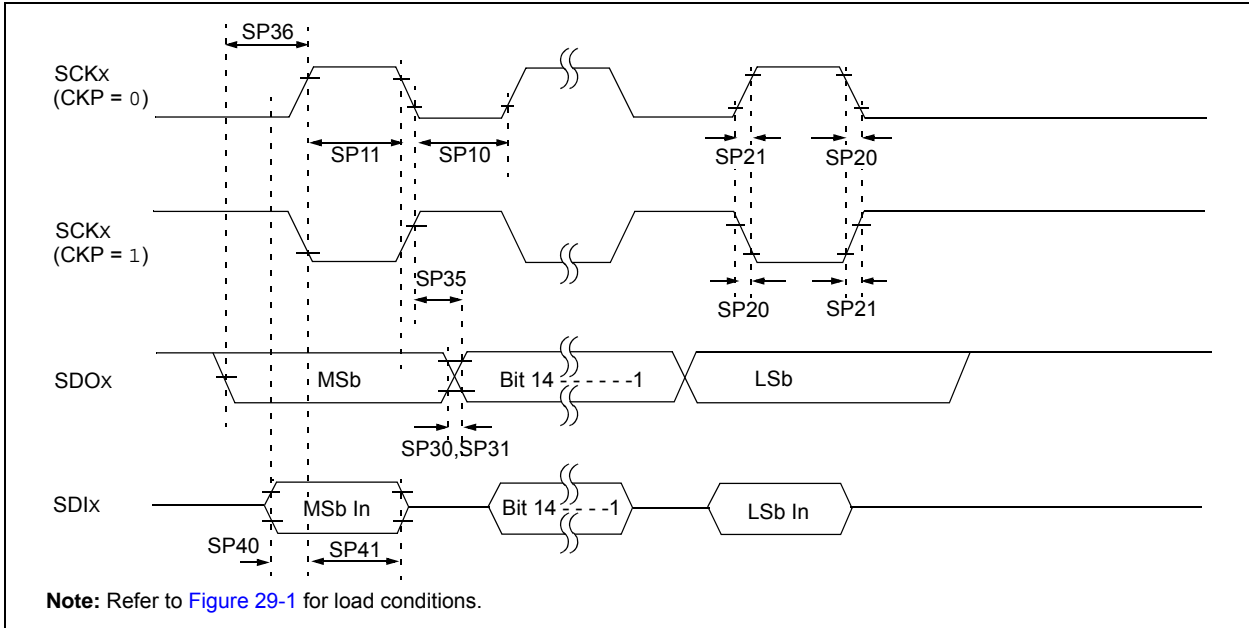 SP36
SCKx
(CKP = 0)
SP11
SP10
SP21
SP20
SCKx
(CKP = 1)
SP35
SP20
SP21
SDOx
MSb
Bit 14 - - - - - -1
LSb
SP30,SP31
SDIx
MSb In
Bit 14 - - - -1
LSb In
SP40
SP41
Note: Refer to Figure 29-1 for load conditions.